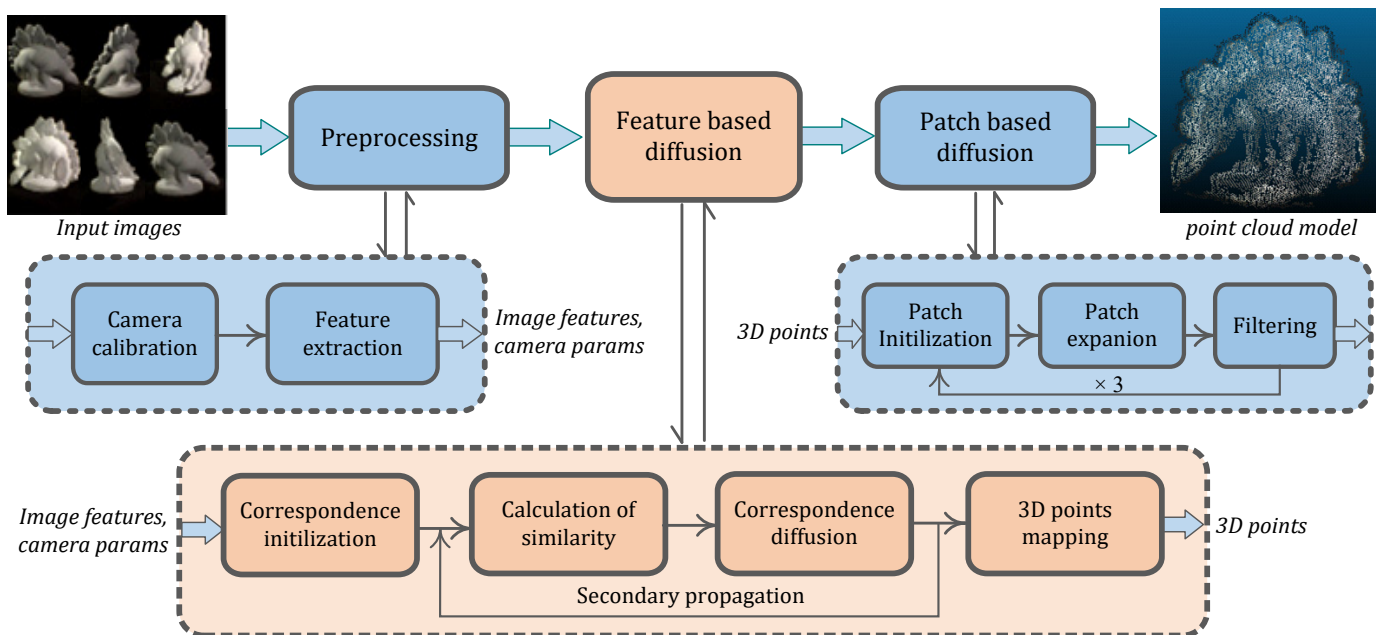 Preprocessing
Feature based
diffusion
Patch based
diffusion
Input images
point cloud model
Camera
calibration
Feature
extraction
Image features,
camera params
3D points
Patch
Initilization
Patch
expanion
Filtering
× 3
Image features,
camera params
Correspondence
initilization
Calculation of
similarity
Correspondence
diffusion
3D points
mapping
3D points
Secondary propagation